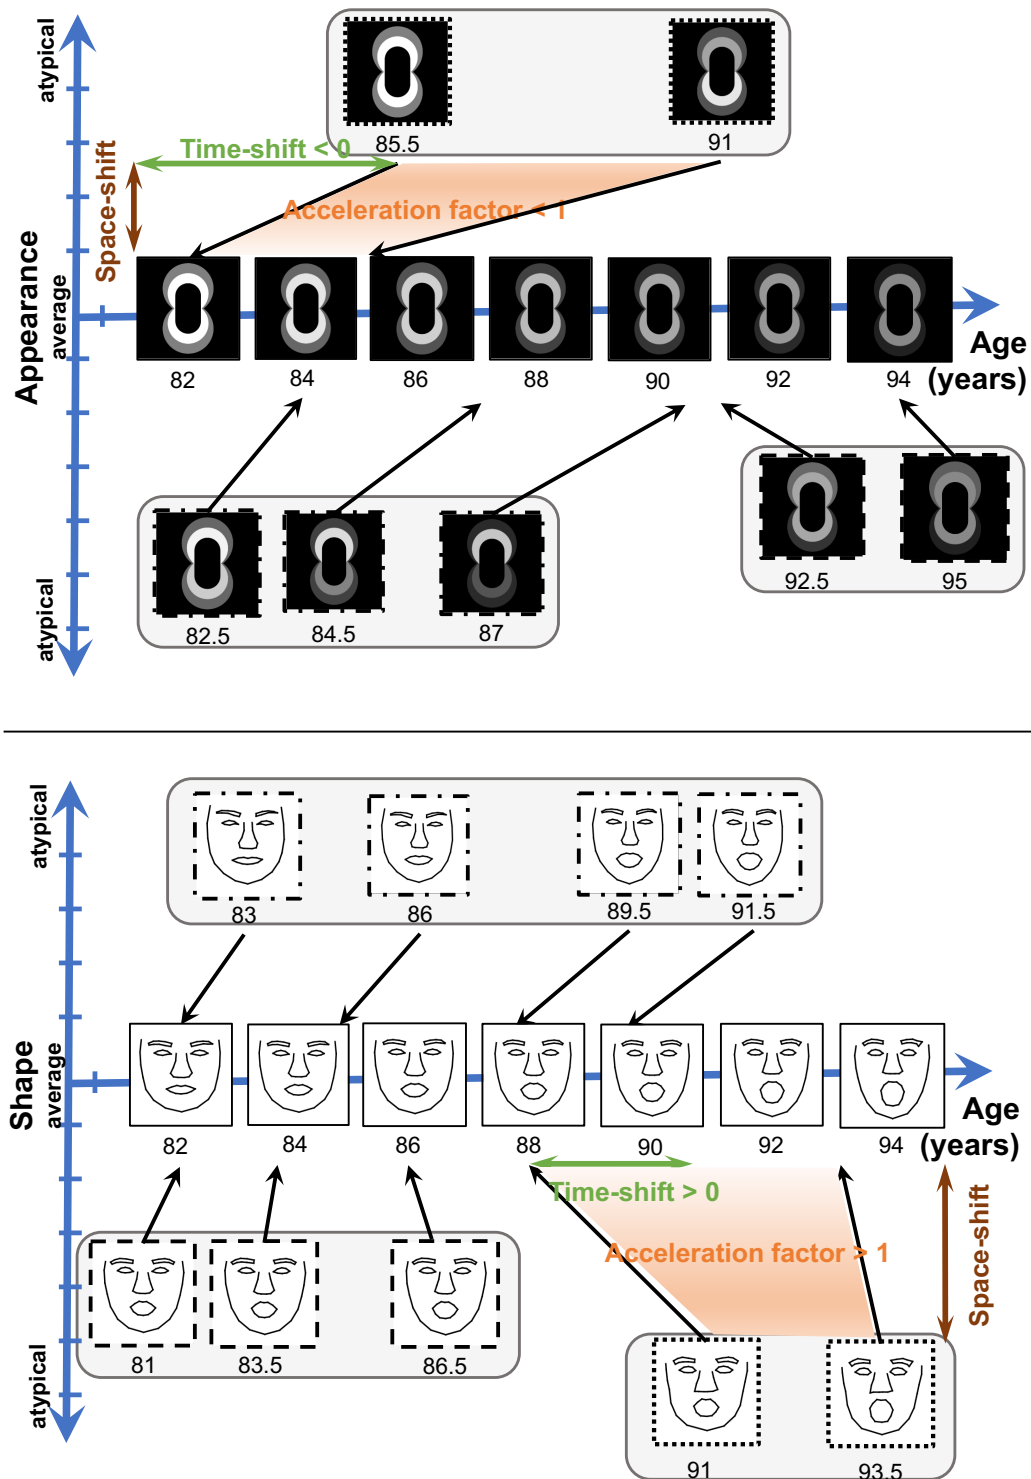 atypical
85.5
91
Time-shift < 0
Space-shift
Acceleration factor < 1
Appearance
average
82
84
86
88
90
92
94
Age
(years)
atypical
82.5
84.5
87
92.5
95
atypical
83
86
89.5
91.5
Shape
average
82
84
86
88
90
92
94
Age
(years)
Time-shift > 0
Acceleration factor > 1
Space-shift
atypical
81
83.5
86.5
91
93.5